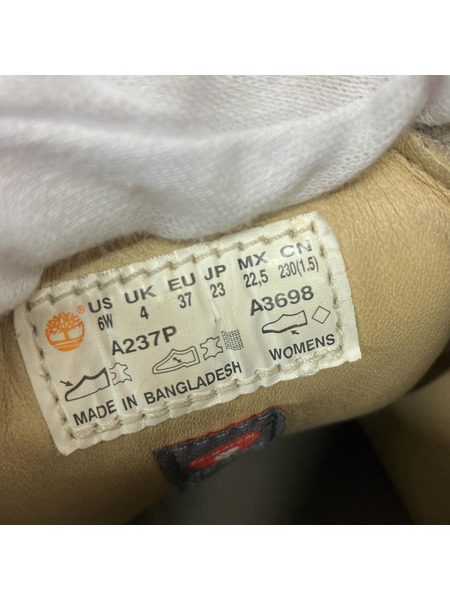 US UK EU JP MX CN
6W 4 37 23 22,5 230(1.5)
A237P A3698
MADE IN BANGLADESH WOMENS